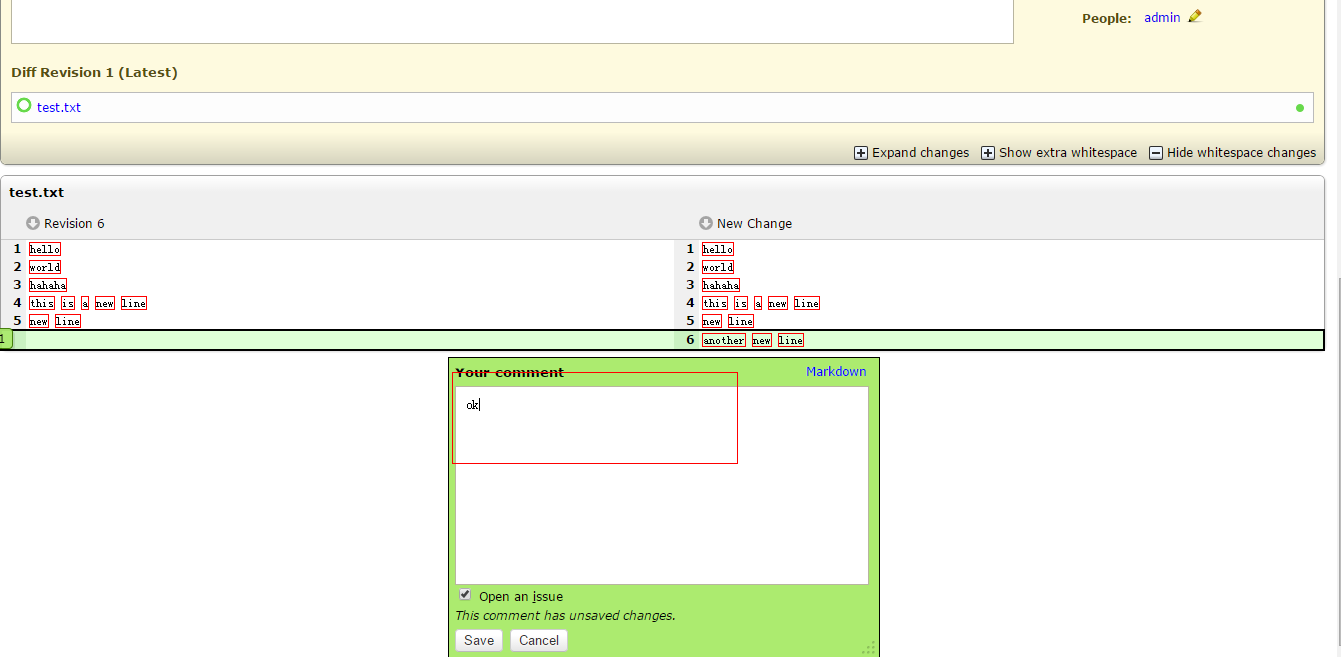 People: admin
Diff Revision 1 (Latest)
test.txt
Expand changes Show extra whitespace Hide whitespace changes
test.txt
Revision 6 New Change
1 hello 1 hello
2 world 2 world
3 hahaha 3 hahaha
4 this is a new line 4 this is a new line
5 new line 5 new line
1 6 another new line
Your comment Markdown
ok
Open an issue
This comment has unsaved changes.
Save Cancel